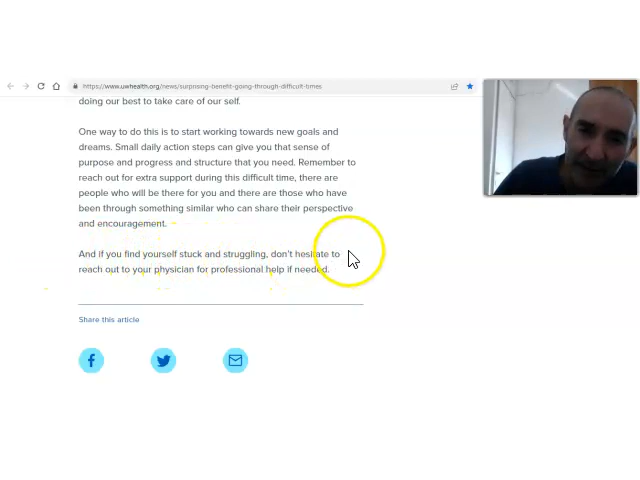 https://www.uwhealth.org/news/surprising-benefit-going-through-difficult-times
doing our best to take care of our self.
One way to do this is to start working towards new goals and
dreams. Small daily action steps can give you that sense of
purpose and progress and structure that you need. Remember to
reach out for extra support during this difficult time, there are
people who will be there for you and there are those who have
been through something similar who can share their perspective
and encouragement.
And if you find yourself stuck and struggling, don't hesitate to
reach out to your physician for professional help if needed.
Share this article